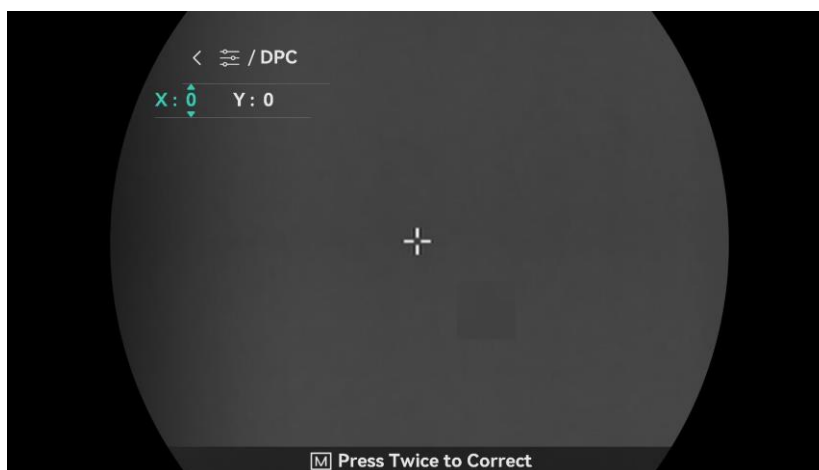 < / DPC
X : 0 Y : 0
M Press Twice to Correct